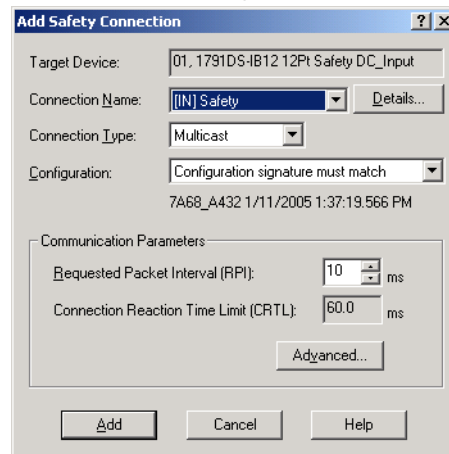 Add Safety Connection
? x
Target Device: 01, 1791DS-IB12 12Pt Safety DC_Input
Connection Name: [IN] Safety Details...
Connection Type: Multicast
Configuration: Configuration signature must match
7A68_A432 1/11/2005 1:37:19.566 PM
Communication Parameters
Requested Packet Interval (RPI): 10 ms
Connection Reaction Time Limit (CRTL): 60.0 ms
Advanced...
Add Cancel Help